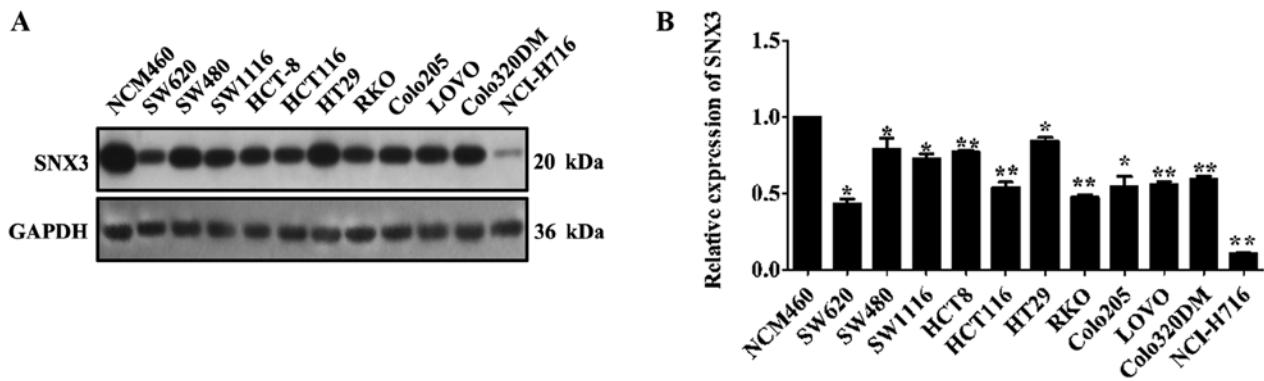 A
NCM460
SW620
SW480
SW1116
HCT-8
HCT116
HT29
RKO
Colo205
LOVO
Colo320DM
NCI-H716
SNX3
20 kDa
GAPDH
36 kDa
B
Relative expression of SNX3
1.5
1.0
0.5
0.0
*
*
*
**
**
*
**
*
**
**
**
NCM460
SW620
SW480
SW1116
HCT8
HCT116
HT29
RKO
Colo205
LOVO
Colo320DM
NCI-H716